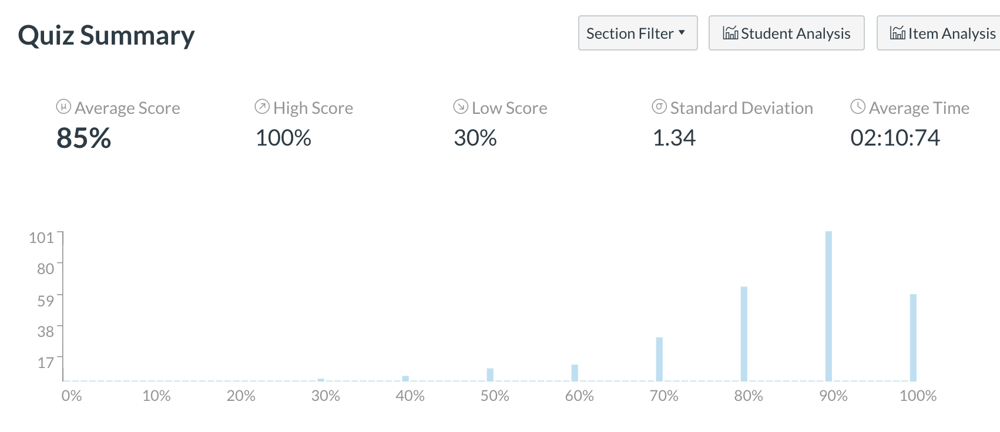 Quiz Summary
Section Filter
Student Analysis
Item Analysis
μ Average Score
High Score
Low Score
σ Standard Deviation
Average Time
85%
100%
30%
1.34
02:10:74
101
80
59
38
17
0% 10% 20% 30% 40% 50% 60% 70% 80% 90% 100%